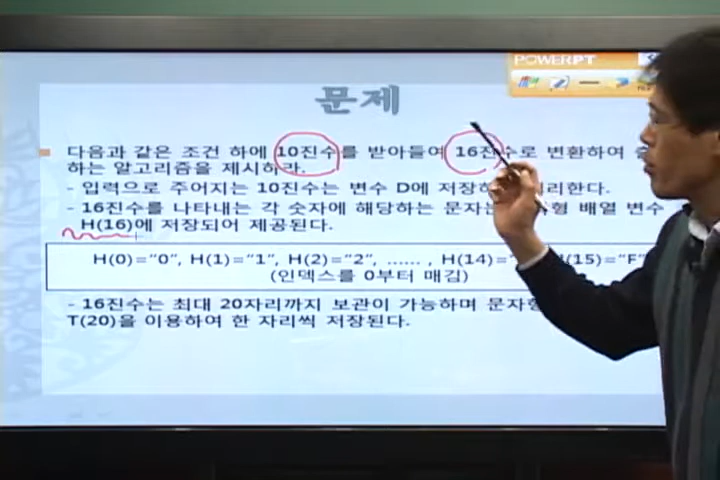 POWERPT
문제
다음과 같은 조건 하에 10진수를 받아들여 16진수로 변환하여
하는 알고리즘을 제시하라.
- 입력으로 주어지는 10진수는 변수 D에 처리한다.
- 16진수를 나타내는 각 숫자에 해당하는 문자는 배열 변수
H(16)에 저장되어 제공된다.
H(0)="0", H(1)="1", H(2)="2", ...... , H(14)= H(15)="F"
(인덱스를 0부터 매김)
- 16진수는 최대 20자리까지 보관이 가능하며
T(20)을 이용하여 한 자리씩 저장된다.